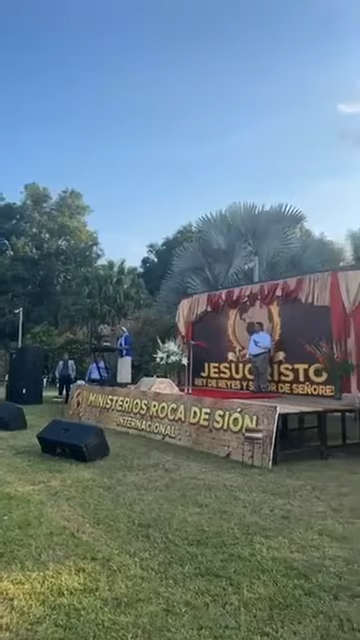 JESUCRISTO
REY DE REYES Y SEÑOR DE SEÑORES
MINISTERIOS ROCA DE SIÓN
INTERNACIONAL